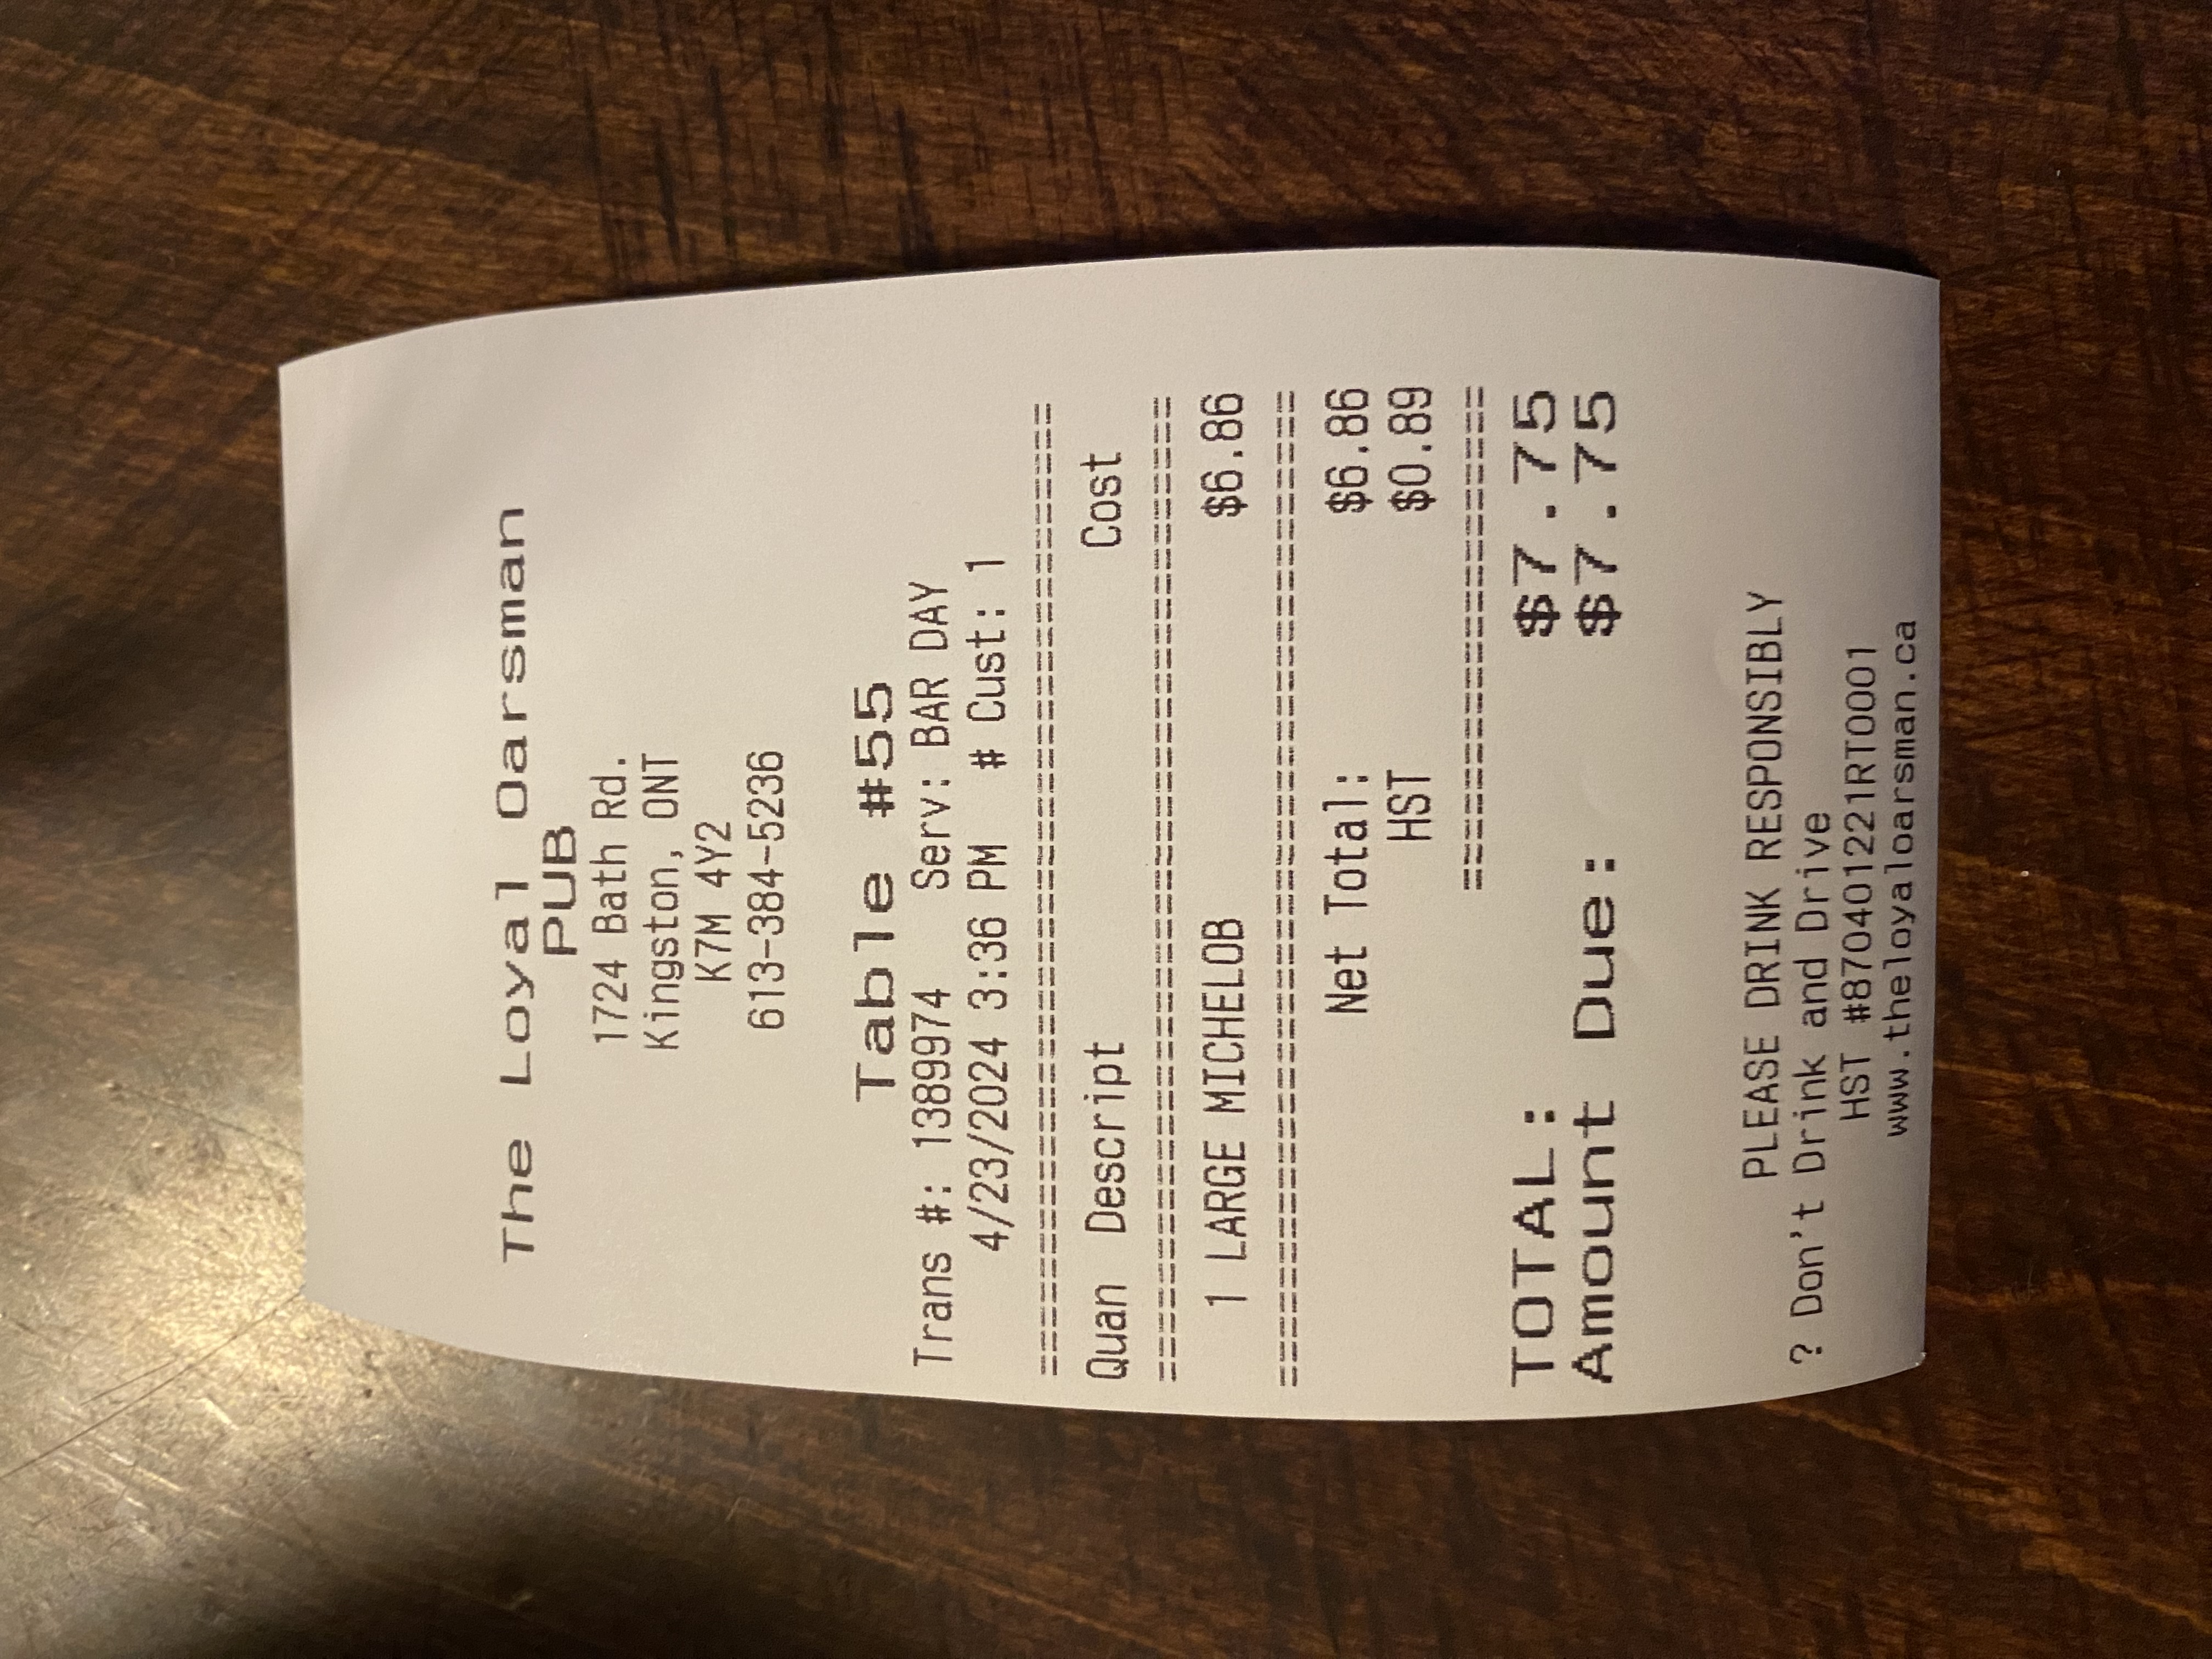 The Loyal Oarsman
PUB
1724 Bath Rd.
Kingston, ONT
K7M 4Y2
613-384-5236
Table #55
Trans #: 1389974 Serv: BAR DAY
4/23/2024 3:36 PM # Cust: 1
Quan Descript Cost
1 LARGE MICHELOB $6.86
Net Total: $6.86
HST $0.89
TOTAL: $7.75
Amount Due: $7.75
PLEASE DRINK RESPONSIBLY
? Don't Drink and Drive
HST #870401221RT0001
www.theloyaloarsman.ca